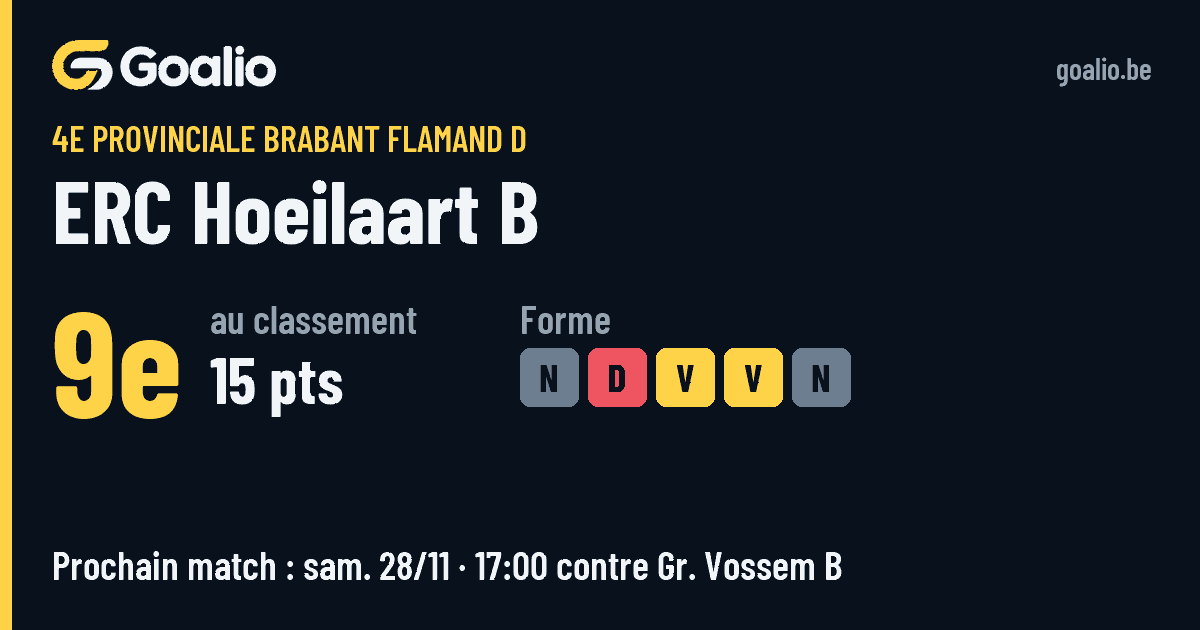 Goalio
goalio.be
4E PROVINCIALE BRABANT FLAMAND D
ERC Hoeilaart B
9e
au classement
15 pts
Forme
N D V V N
Prochain match : sam. 28/11 · 17:00 contre Gr. Vossem B